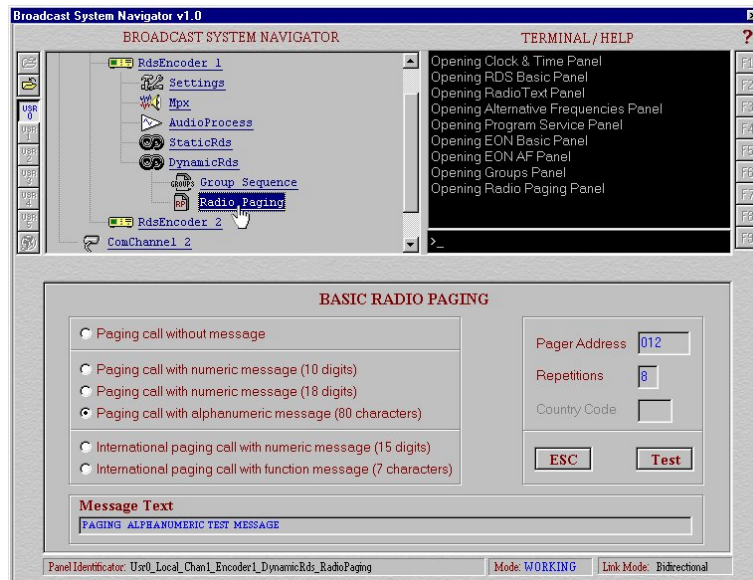 Broadcast System Navigator v1.0
BROADCAST SYSTEM NAVIGATOR
TERMINAL / HELP
?
USR 0
USR 1
USR 2
USR 3
USR 4
USR 5
RdsEncoder 1
Settings
Mpx
AudioProcess
StaticRds
DynamicRds
GROUPS Group Sequence
RP Radio Paging
RdsEncoder 2
ComChannel 2
Opening Clock & Time Panel
Opening RDS Basic Panel
Opening RadioText Panel
Opening Alternative Frequencies Panel
Opening Program Service Panel
Opening EON Basic Panel
Opening EON AF Panel
Opening Groups Panel
Opening Radio Paging Panel
>_
F1
F2
F3
F4
F5
F6
F7
F8
F9
BASIC RADIO PAGING
Paging call without message
Paging call with numeric message (10 digits)
Paging call with numeric message (18 digits)
Paging call with alphanumeric message (80 characters)
International paging call with numeric message (15 digits)
International paging call with function message (7 characters)
Pager Address 012
Repetitions 8
Country Code
ESC Test
Message Text
PAGING ALPHANUMERIC TEST MESSAGE
Panel Identificator: Usr0_Local_Chan1_Encoder1_DynamicRds_RadioPaging
Mode: WORKING
Link Mode: Bidirectional